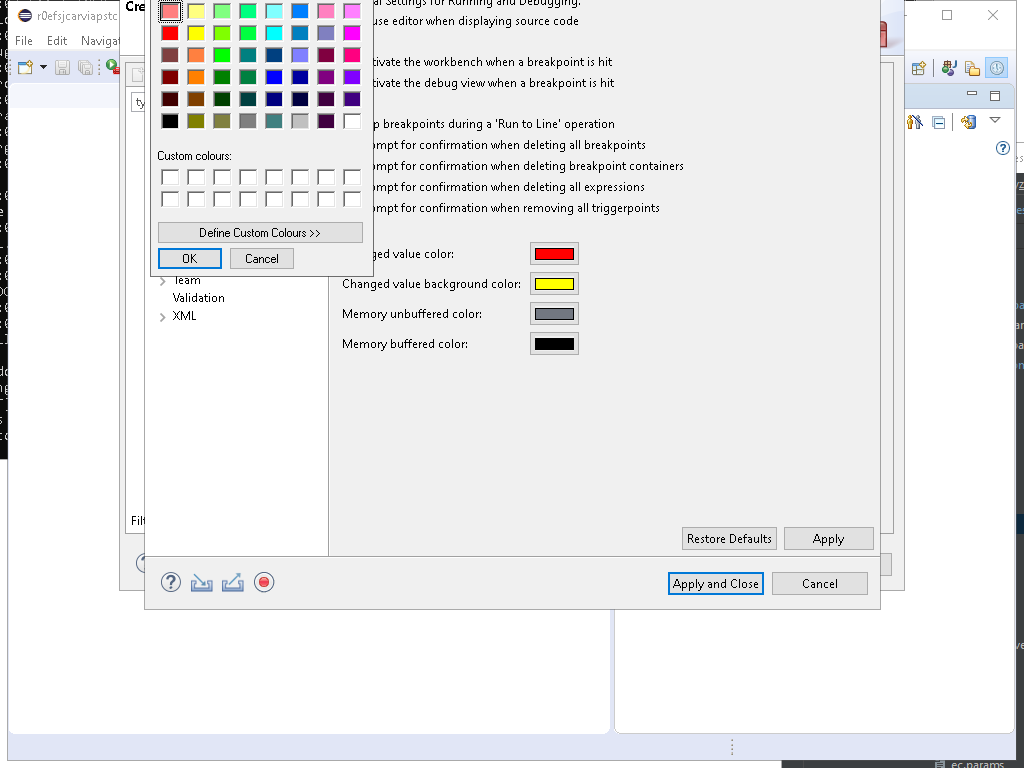 r0efsjcarviapstc
File Edit Navigat
Cre
al Settings for Running and Debugging.
use editor when displaying source code
tivate the workbench when a breakpoint is hit
tivate the debug view when a breakpoint is hit
p breakpoints during a 'Run to Line' operation
ompt for confirmation when deleting all breakpoints
ompt for confirmation when deleting breakpoint containers
ompt for confirmation when deleting all expressions
ompt for confirmation when removing all triggerpoints
ty
Custom colours:
Define Custom Colours >>
OK Cancel
ged value color:
Changed value background color:
Memory unbuffered color:
Memory buffered color:
Team
Validation
XML
Filt
Restore Defaults Apply
Apply and Close Cancel
ec.params